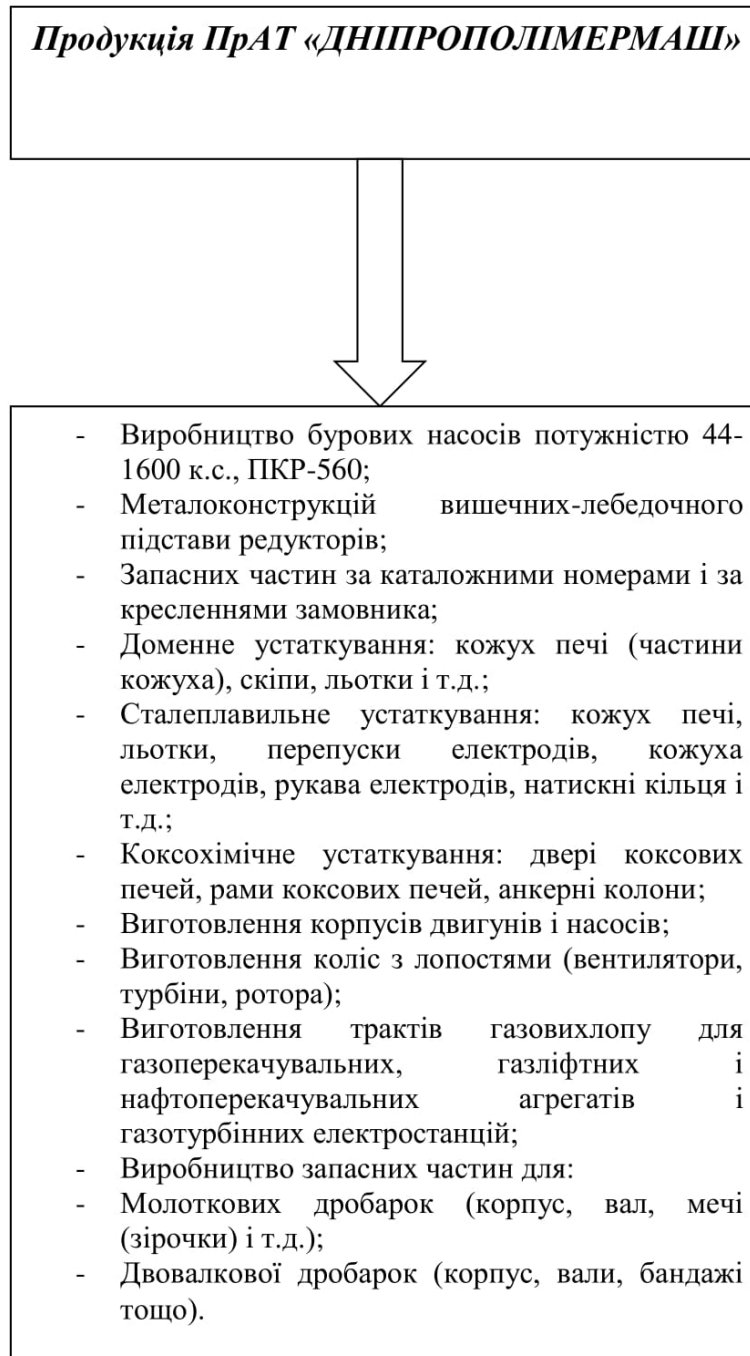 Продукція ПрАТ «ДНІПРОПОЛІМЕРМАШ»
- Виробництво бурових насосів потужністю 44-
1600 к.с., ПКР-560;
- Металоконструкцій вишечних-лебедочного
підстави редукторів;
- Запасних частин за каталожними номерами і за
кресленнями замовника;
- Доменне устаткування: кожух печі (частини
кожуха), скіпи, льотки і т.д.;
- Сталеплавильне устаткування: кожух печі,
льотки, перепуски електродів, кожуха
електродів, рукава електродів, натискні кільця і
т.д.;
- Коксохімічне устаткування: двері коксових
печей, рами коксових печей, анкерні колони;
- Виготовлення корпусів двигунів і насосів;
- Виготовлення коліс з лопостями (вентилятори,
турбіни, ротора);
- Виготовлення трактів газовихлопу для
газоперекачувальних, газліфтних і
нафтоперекачувальних агрегатів і
газотурбінних електростанцій;
- Виробництво запасних частин для:
- Молоткових дробарок (корпус, вал, мечі
(зірочки) і т.д.);
- Двовалкової дробарок (корпус, вали, бандажі
тощо).